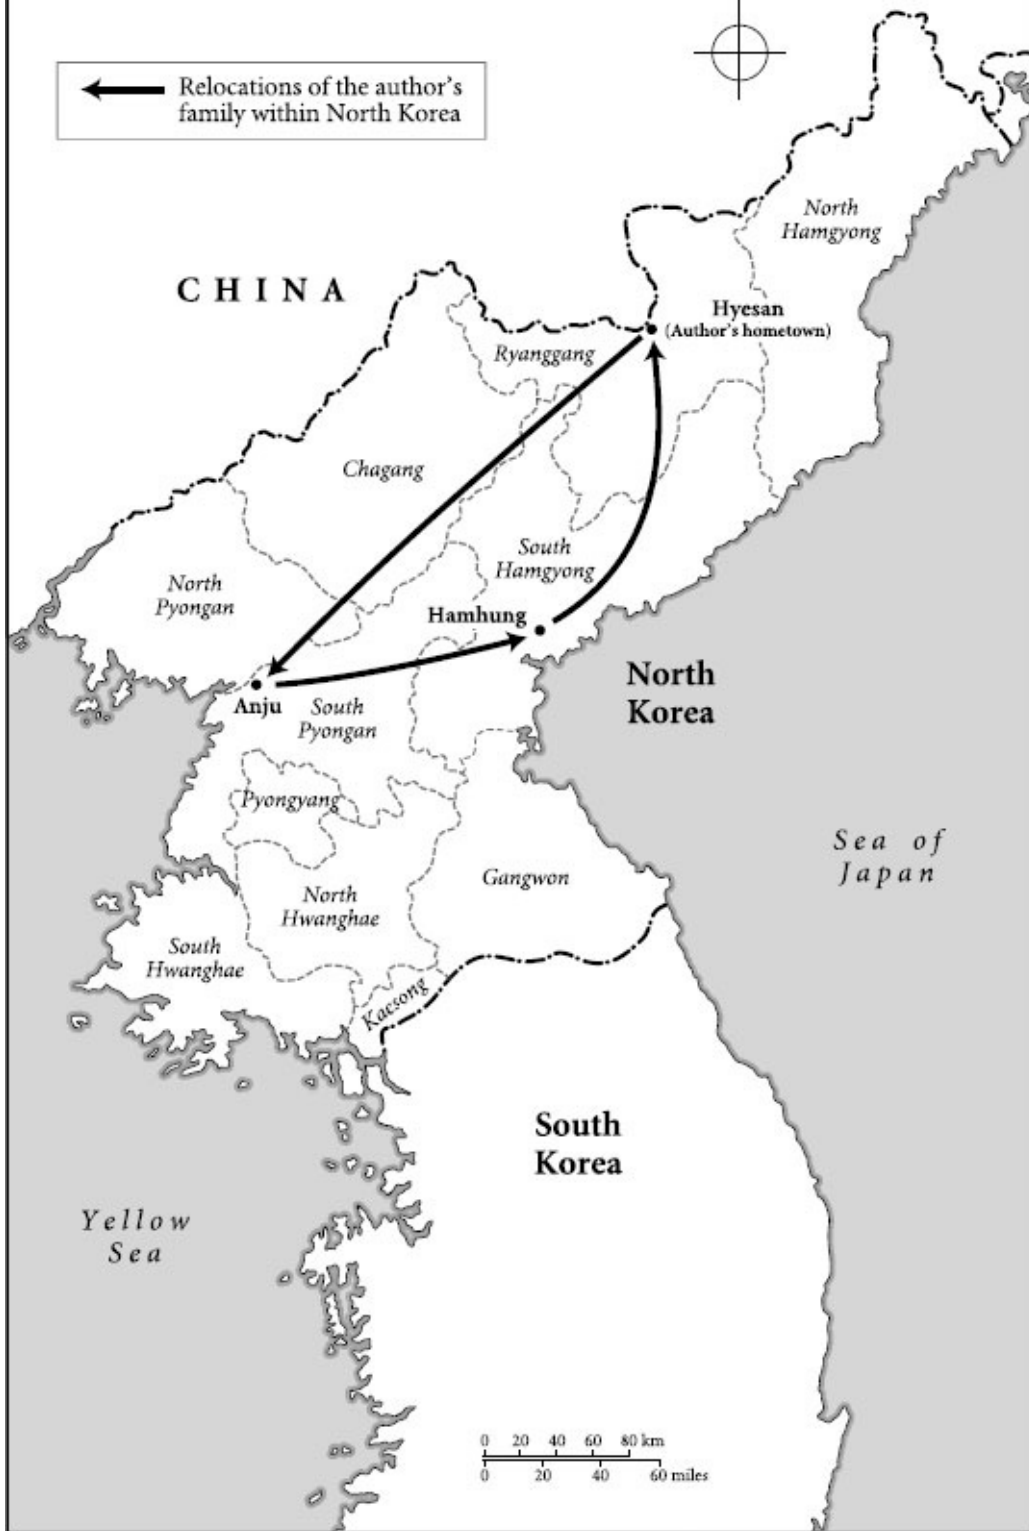 Relocations of the author's
family within North Korea
CHINA
North
Hamgyong
Hyesan
(Author's hometown)
Ryanggang
Chagang
South
Hamgyong
North
Pyongan
Hamhung
North
Korea
Anju
South
Pyongan
Pyongyang
Sea of
Japan
Gangwon
North
Hwanghae
South
Hwanghae
Kaesong
South
Korea
Yellow
Sea
0 20 40 60 80 km
0 20 40 60 miles